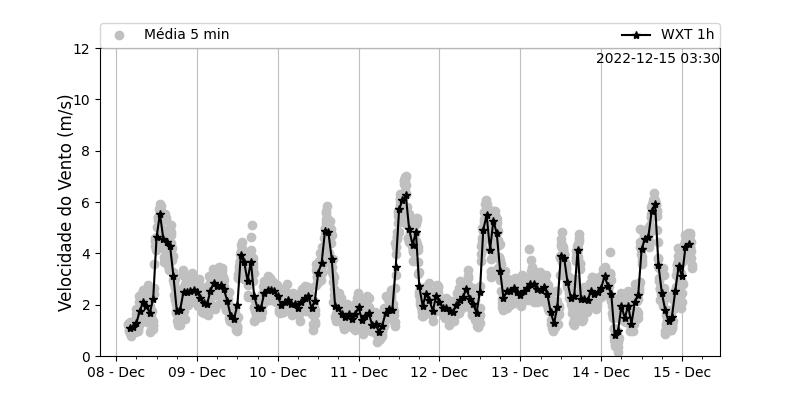 Média 5 min
WXT 1h
2022-12-15 03:30
Velocidade do Vento (m/s)
12
10
8
6
4
2
0
08 - Dec 09 - Dec 10 - Dec 11 - Dec 12 - Dec 13 - Dec 14 - Dec 15 - Dec